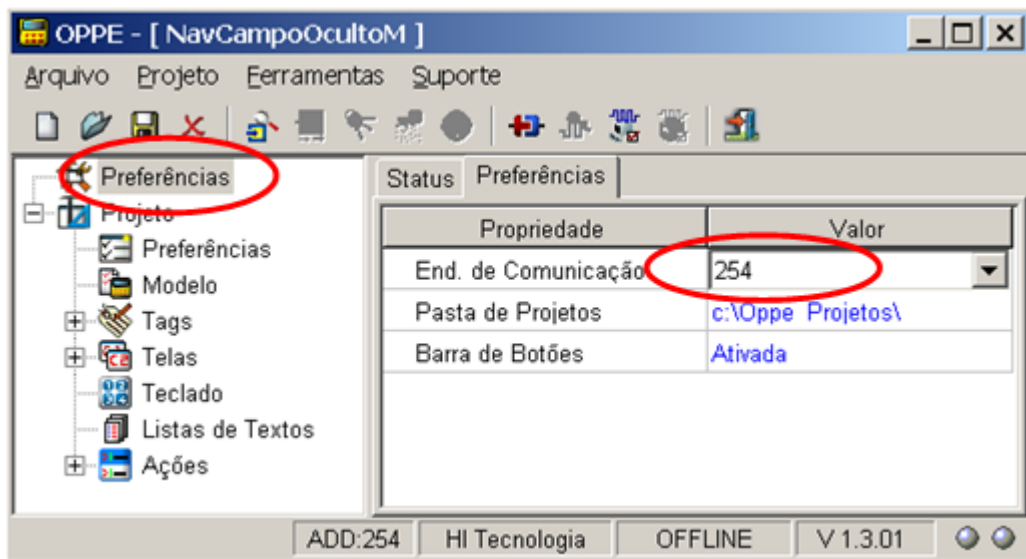 OPPE - [ NavCampoOcultoM ]
Arquivo Projeto Ferramentas Suporte
Preferências
Projeto
Preferências
Modelo
Tags
Telas
Teclado
Listas de Textos
Ações
Status Preferências
Propriedade Valor
End. de Comunicação 254
Pasta de Projetos c:\Oppe Projetos\
Barra de Botões Ativada
ADD:254 HI Tecnologia OFFLINE V 1.3.01